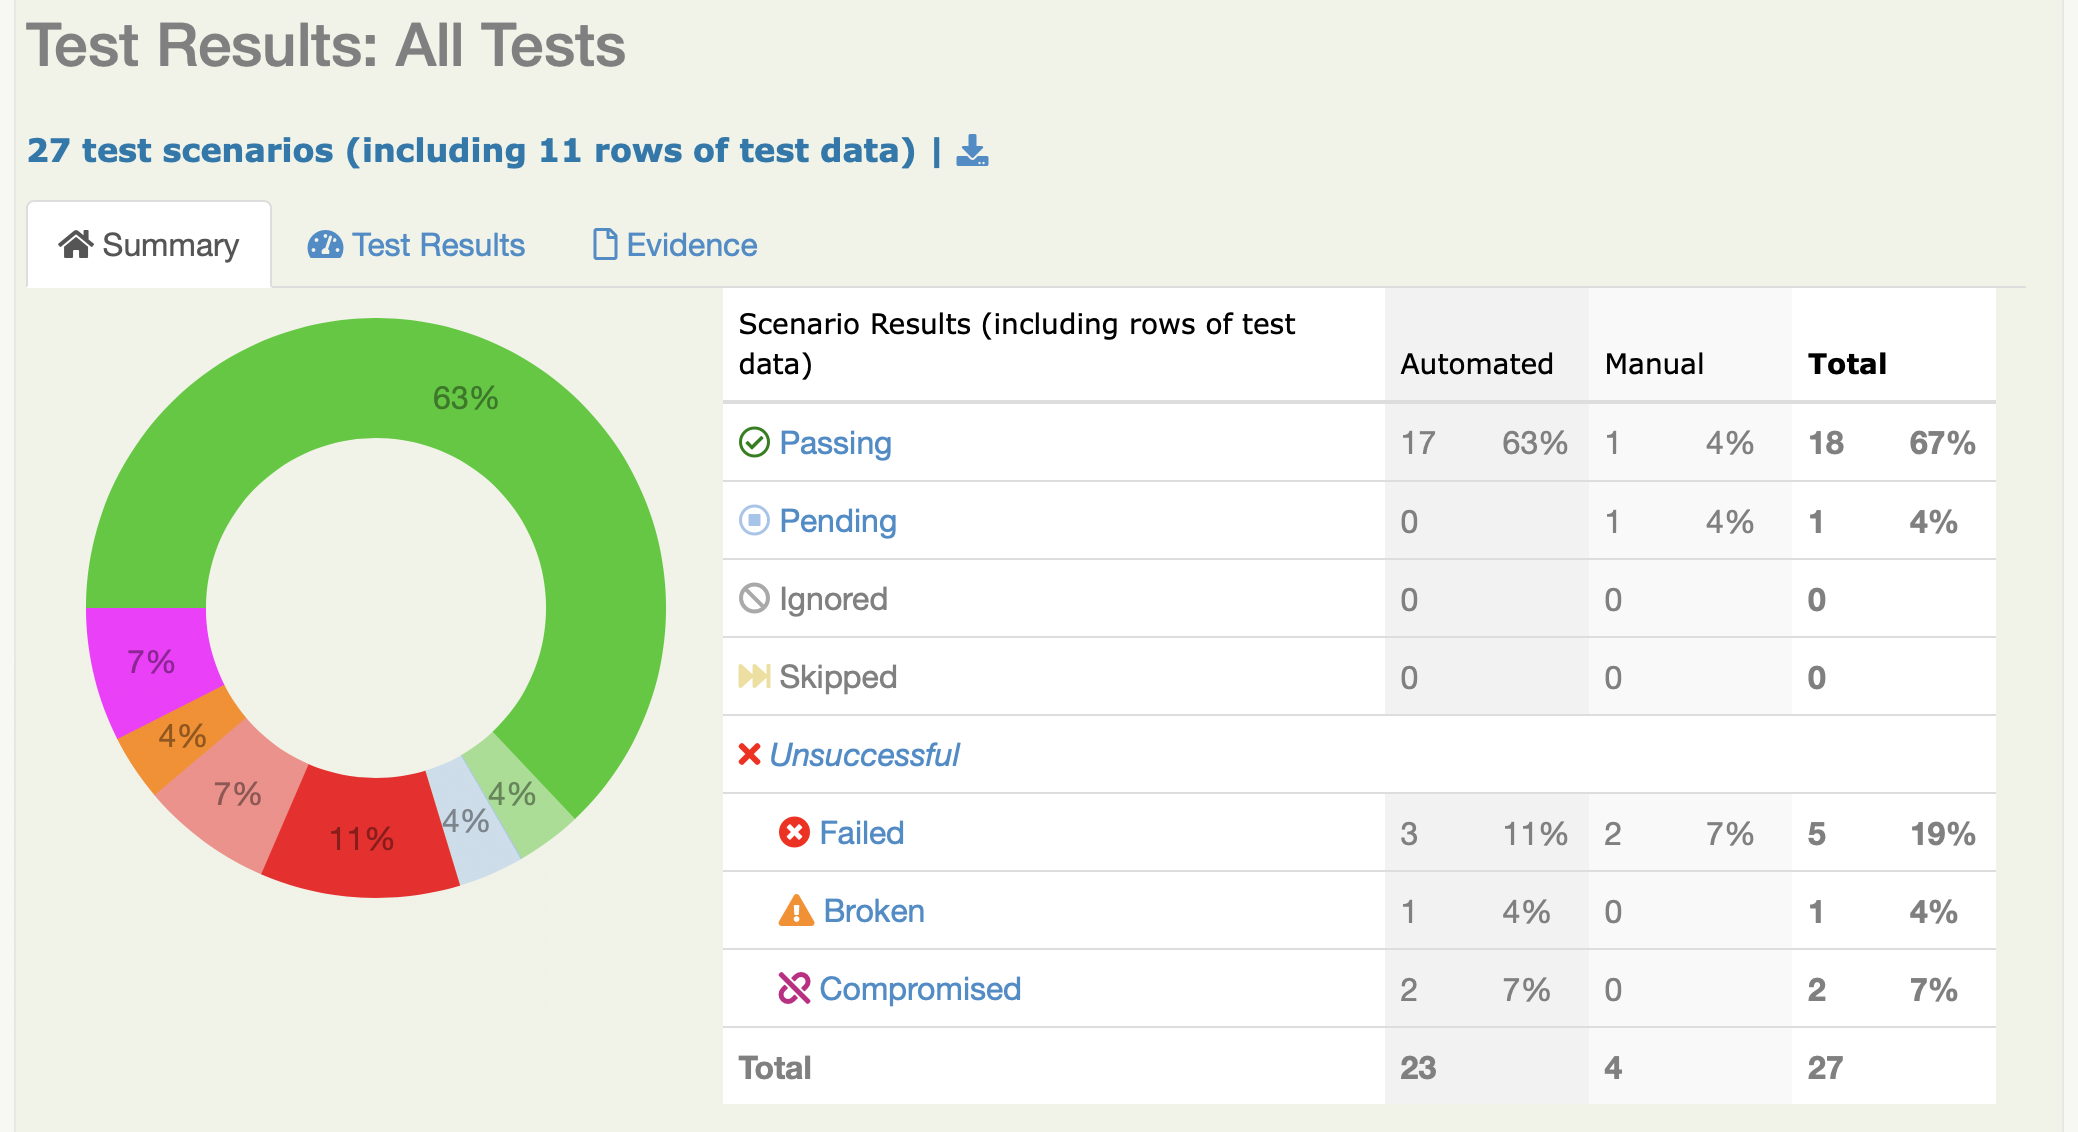 Test Results: All Tests
27 test scenarios (including 11 rows of test data) |
Summary Test Results Evidence
63%
4%
4%
11%
7%
4%
7%
Scenario Results (including rows of test
data) Automated Manual Total
Passing 17 63% 1 4% 18 67%
Pending 0 1 4% 1 4%
Ignored 0 0 0
Skipped 0 0 0
Unsuccessful
Failed 3 11% 2 7% 5 19%
Broken 1 4% 0 1 4%
Compromised 2 7% 0 2 7%
Total 23 4 27